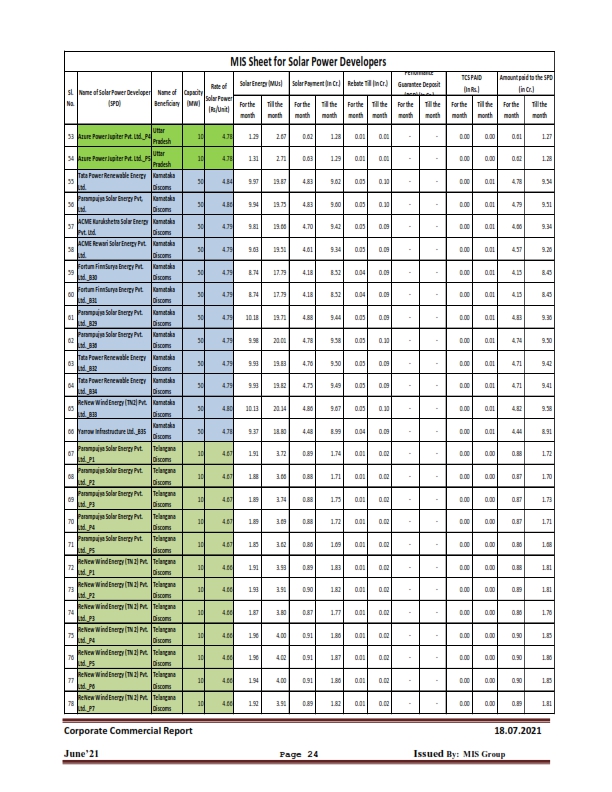 MIS Sheet for Solar Power Developers
Sl. No. Name of Solar Power Developer (SPD) Name of Beneficiary Capacity (MW) Rate of Solar Power (Rs/Unit) Solar Energy (MUs) Solar Payment (In Cr.) Rebate Till (In Cr.) Performance Guarantee Deposit TCS PAID (In Rs.) Amount paid to the SPD (in Cr.)
For the month Till the month For the month Till the month For the month Till the month For the month Till the month For the month Till the month For the month Till the month
53 Azure Power Jupiter Pvt. Ltd._P4 Uttar Pradesh 10 4.78 1.29 2.67 0.62 1.28 0.01 0.01 - - 0.00 0.00 0.61 1.27
54 Azure Power Jupiter Pvt. Ltd._P5 Uttar Pradesh 10 4.78 1.31 2.71 0.63 1.29 0.01 0.01 - - 0.00 0.00 0.62 1.28
55 Tata Power Renewable Energy Ltd. Karnataka Discoms 50 4.84 9.97 19.87 4.83 9.62 0.05 0.10 - - 0.00 0.01 4.78 9.54
56 Parampujya Solar Energy Pvt. Ltd. Karnataka Discoms 50 4.86 9.94 19.75 4.83 9.60 0.05 0.10 - - 0.00 0.01 4.79 9.51
57 ACME Kurukshetra Solar Energy Pvt. Ltd. Karnataka Discoms 50 4.79 9.81 19.66 4.70 9.42 0.05 0.09 - - 0.00 0.01 4.66 9.34
58 ACME Rewari Solar Energy Pvt. Ltd. Karnataka Discoms 50 4.79 9.63 19.51 4.61 9.34 0.05 0.09 - - 0.00 0.01 4.57 9.26
59 Fortum FinnSurya Energy Pvt. Ltd._B30 Karnataka Discoms 50 4.79 8.74 17.79 4.18 8.52 0.04 0.09 - - 0.00 0.01 4.15 8.45
60 Fortum FinnSurya Energy Pvt. Ltd._B31 Karnataka Discoms 50 4.79 8.74 17.79 4.18 8.52 0.04 0.09 - - 0.00 0.01 4.15 8.45
61 Parampujya Solar Energy Pvt. Ltd._B29 Karnataka Discoms 50 4.79 10.18 19.71 4.88 9.44 0.05 0.09 - - 0.00 0.01 4.83 9.36
62 Parampujya Solar Energy Pvt. Ltd._B38 Karnataka Discoms 50 4.79 9.98 20.01 4.78 9.58 0.05 0.10 - - 0.00 0.01 4.74 9.50
63 Tata Power Renewable Energy Ltd._B32 Karnataka Discoms 50 4.79 9.93 19.83 4.76 9.50 0.05 0.09 - - 0.00 0.01 4.71 9.42
64 Tata Power Renewable Energy Ltd._B34 Karnataka Discoms 50 4.79 9.93 19.82 4.75 9.49 0.05 0.09 - - 0.00 0.01 4.71 9.41
65 ReNew Wind Energy (TN2) Pvt. Ltd._B33 Karnataka Discoms 50 4.80 10.13 20.14 4.86 9.67 0.05 0.10 - - 0.00 0.01 4.82 9.58
66 Yarrow Infrastructure Ltd._B35 Karnataka Discoms 50 4.78 9.37 18.80 4.48 8.99 0.04 0.09 - - 0.00 0.01 4.44 8.91
67 Parampujya Solar Energy Pvt. Ltd._P1 Telangana Discoms 10 4.67 1.91 3.72 0.89 1.74 0.01 0.02 - - 0.00 0.00 0.88 1.72
68 Parampujya Solar Energy Pvt. Ltd._P2 Telangana Discoms 10 4.67 1.88 3.66 0.88 1.71 0.01 0.02 - - 0.00 0.00 0.87 1.70
69 Parampujya Solar Energy Pvt. Ltd._P3 Telangana Discoms 10 4.67 1.89 3.74 0.88 1.75 0.01 0.02 - - 0.00 0.00 0.87 1.73
70 Parampujya Solar Energy Pvt. Ltd._P4 Telangana Discoms 10 4.67 1.89 3.69 0.88 1.72 0.01 0.02 - - 0.00 0.00 0.87 1.71
71 Parampujya Solar Energy Pvt. Ltd._P5 Telangana Discoms 10 4.67 1.85 3.62 0.86 1.69 0.01 0.02 - - 0.00 0.00 0.86 1.68
72 ReNew Wind Energy (TN 2) Pvt. Ltd._P1 Telangana Discoms 10 4.66 1.91 3.93 0.89 1.83 0.01 0.02 - - 0.00 0.00 0.88 1.81
73 ReNew Wind Energy (TN 2) Pvt. Ltd._P2 Telangana Discoms 10 4.66 1.93 3.91 0.90 1.82 0.01 0.02 - - 0.00 0.00 0.89 1.81
74 ReNew Wind Energy (TN 2) Pvt. Ltd._P3 Telangana Discoms 10 4.66 1.87 3.80 0.87 1.77 0.01 0.02 - - 0.00 0.00 0.86 1.76
75 ReNew Wind Energy (TN 2) Pvt. Ltd._P4 Telangana Discoms 10 4.66 1.96 4.00 0.91 1.86 0.01 0.02 - - 0.00 0.00 0.90 1.85
76 ReNew Wind Energy (TN 2) Pvt. Ltd._P5 Telangana Discoms 10 4.66 1.96 4.02 0.91 1.87 0.01 0.02 - - 0.00 0.00 0.90 1.86
77 ReNew Wind Energy (TN 2) Pvt. Ltd._P6 Telangana Discoms 10 4.66 1.94 4.00 0.91 1.86 0.01 0.02 - - 0.00 0.00 0.90 1.85
78 ReNew Wind Energy (TN 2) Pvt. Ltd._P7 Telangana Discoms 10 4.66 1.92 3.91 0.89 1.82 0.01 0.02 - - 0.00 0.00 0.89 1.81
Corporate Commercial Report 18.07.2021
June'21 Page 24 Issued By: MIS Group